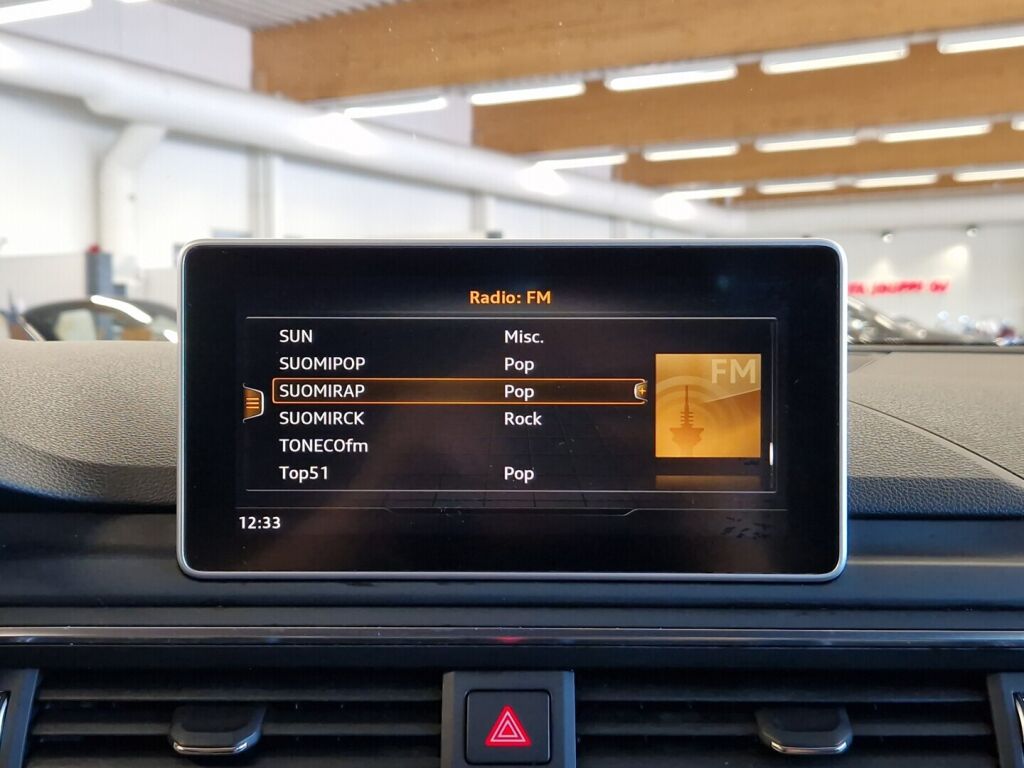 Radio: FM
SUN Misc.
SUOMIPOP Pop
FM
SUOMIRAP Pop
SUOMIRCK Rock
TONECOfm
Top51 Pop
12:33